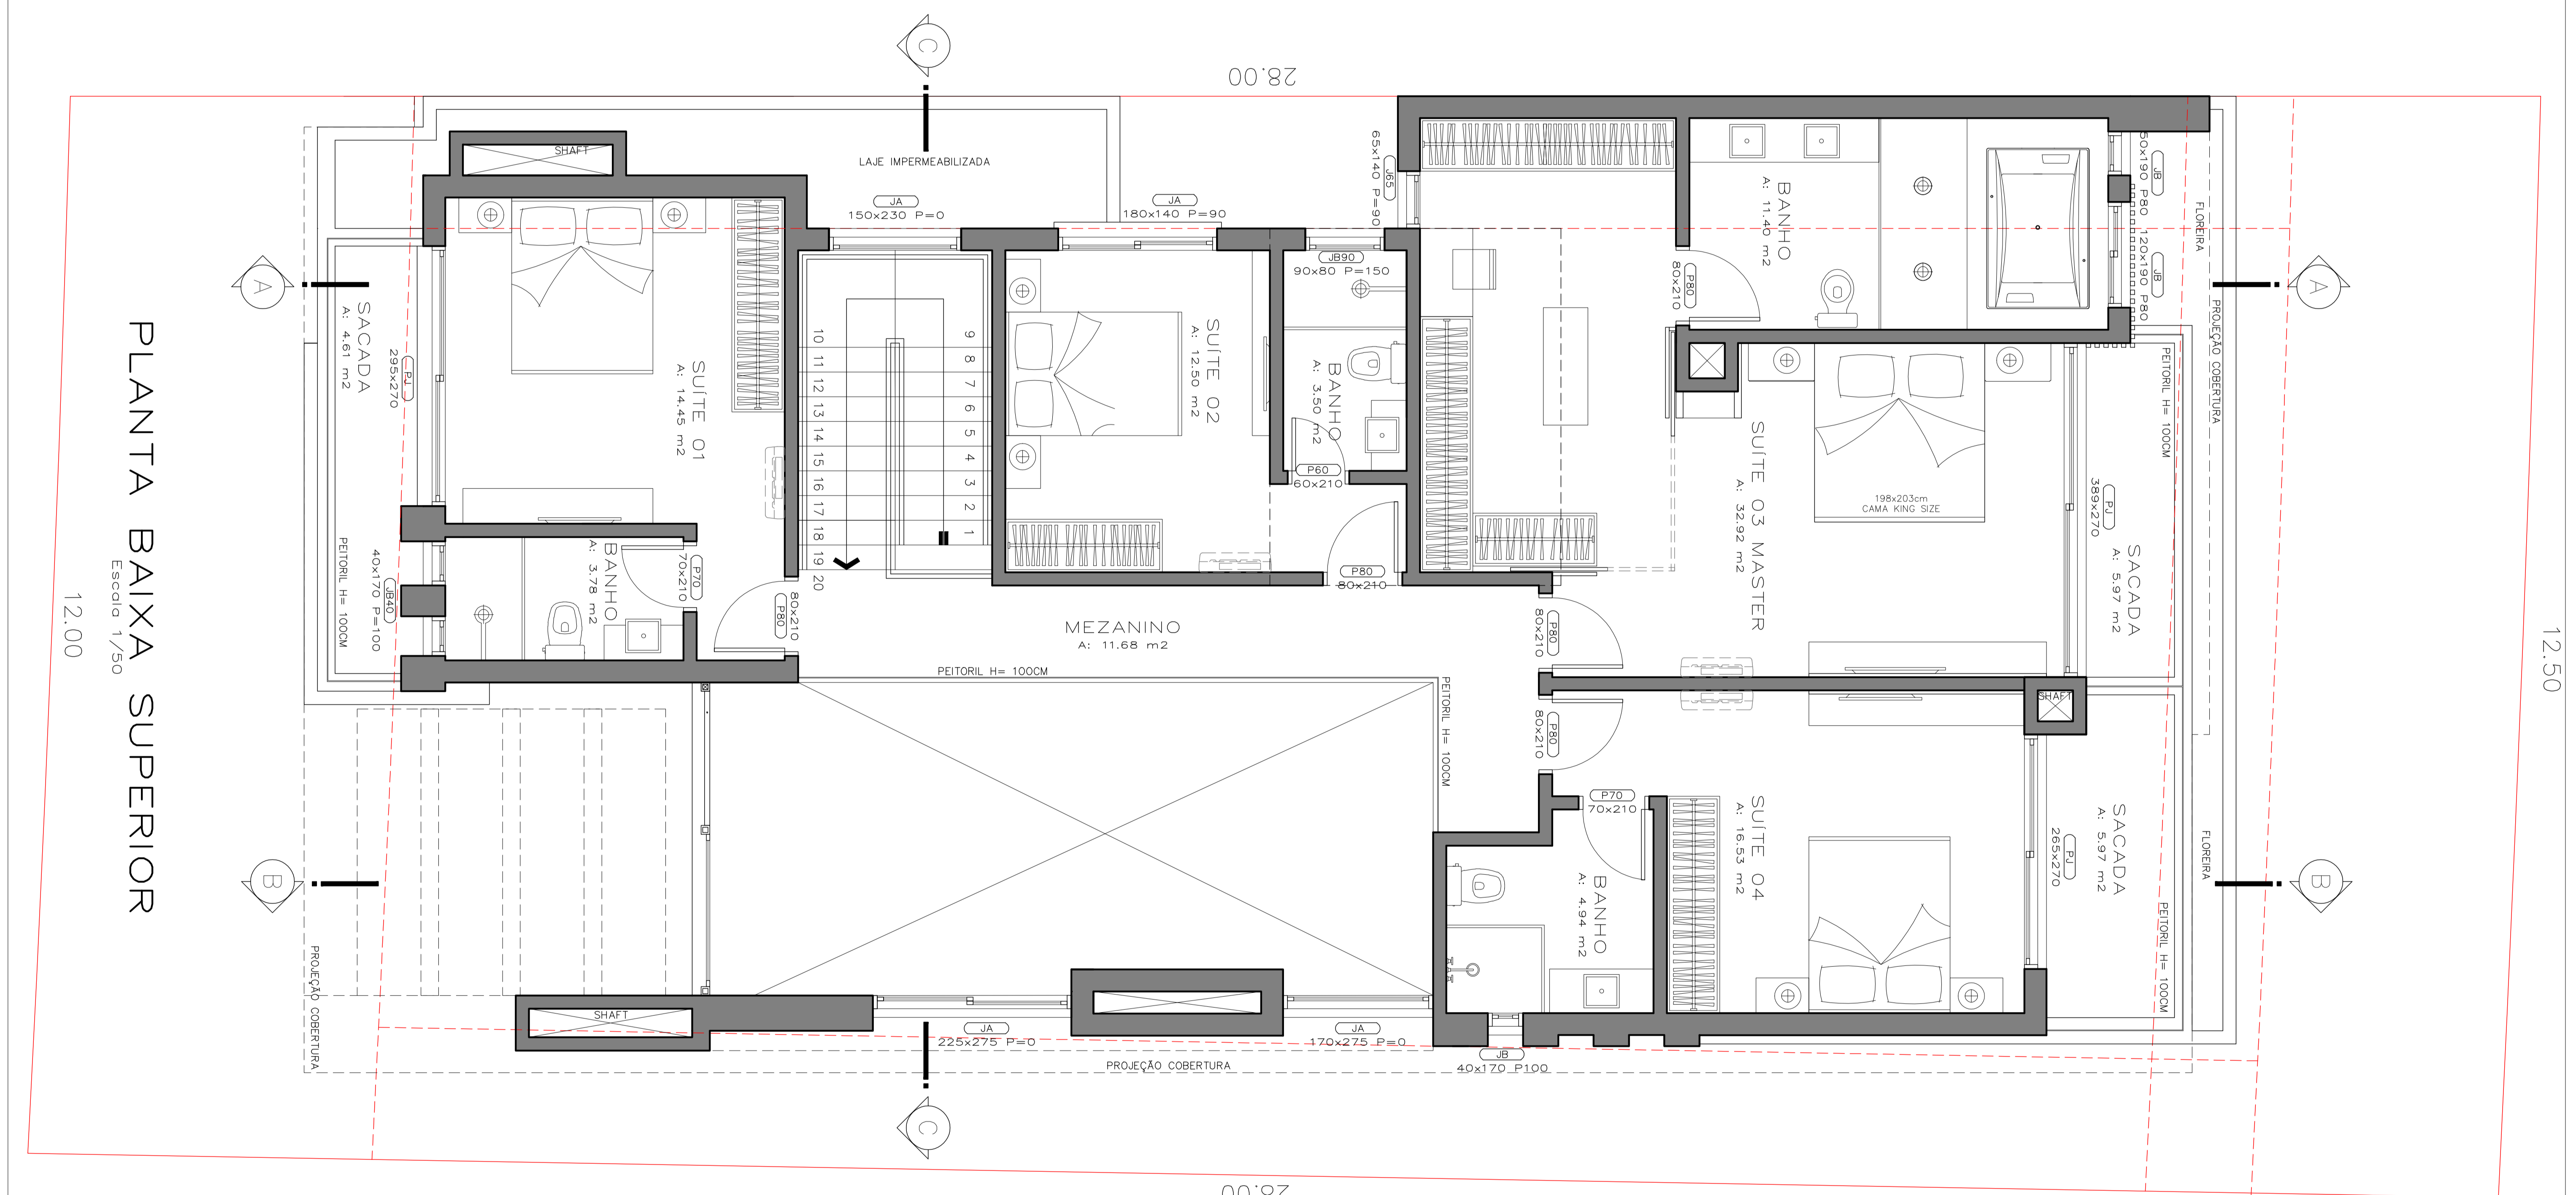 C
28.00
LAJE IMPERMEABILIZADA
SHAFT
JA
150x230 P=0
JA
180x140 P=90
J65
65x140 P=90
JB90
90x80 P=150
BANHO
A: 11.40 m2
P80
80x210
JB
50x190 P80
JB
120x190 P80
FLOREIRA
PROJEÇÃO COBERTURA
A
A
SACADA
A: 4.61 m2
PJ
295x270
SUÍTE 01
A: 14.45 m2
10 11 12 13 14 15 16 17 18 19 20
9 8 7 6 5 4 3 2 1
SUÍTE 02
A: 12.50 m2
BANHO
A: 3.50 m2
P60
60x210
P80
80x210
SUÍTE 03 MASTER
A: 32.92 m2
198x203cm
CAMA KING SIZE
PJ
389x270
SACADA
A: 5.97 m2
PEITORIL H= 100CM
PLANTA BAIXA SUPERIOR
Escala 1/50
12.00
12.50
PEITORIL H= 100CM
JB40
40x170 P=100
BANHO
A: 3.78 m2
P70
70x210
P80
80x210
MEZANINO
A: 11.68 m2
PEITORIL H= 100CM
PEITORIL H= 100CM
P80
80x210
P80
80x210
SHAFT
P70
70x210
BANHO
A: 4.94 m2
SUÍTE 04
A: 16.53 m2
PJ
265x270
SACADA
A: 5.97 m2
PEITORIL H= 100CM
FLOREIRA
B
B
PROJEÇÃO COBERTURA
SHAFT
JA
225x275 P=0
JA
170x275 P=0
JB
40x170 P100
PROJEÇÃO COBERTURA
C
28.00